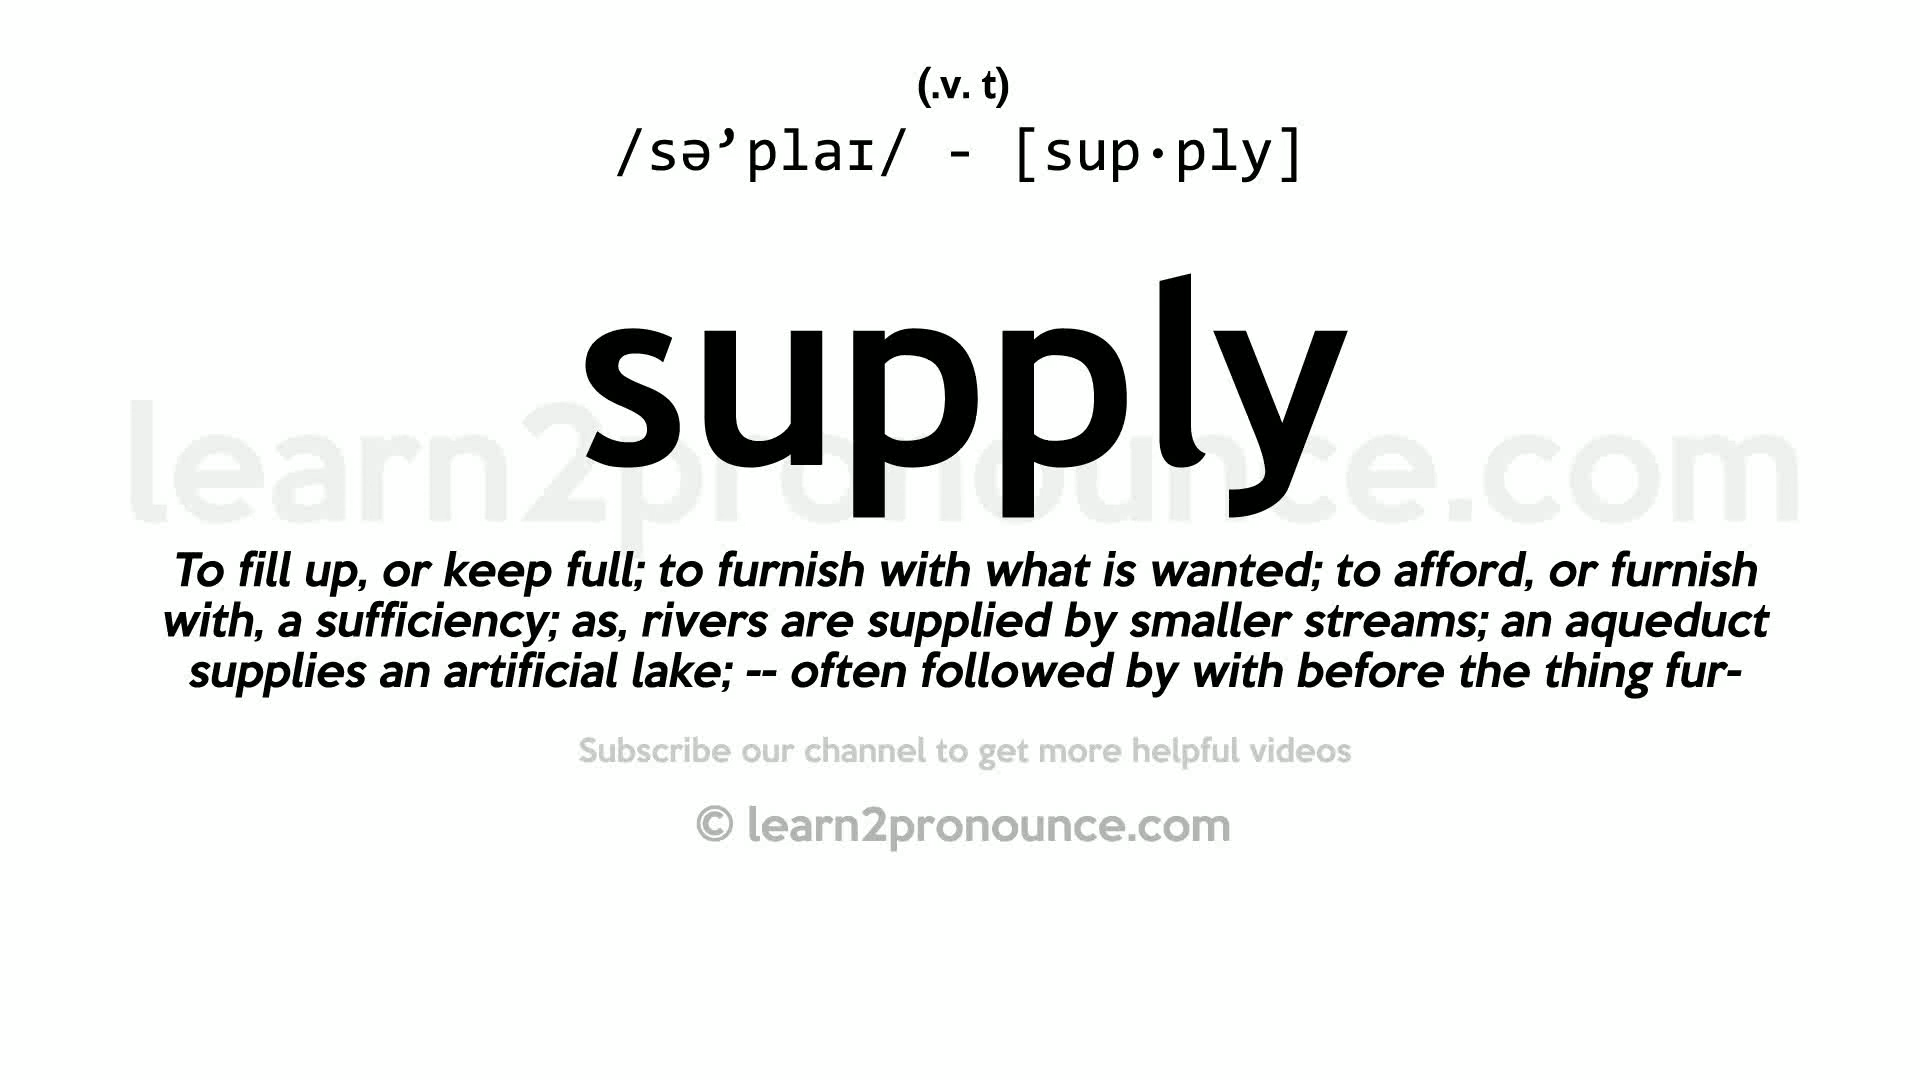 (.v. t)
/sə’plaɪ/ - [sup·ply]
supply
learn2pronounce.com
To fill up, or keep full; to furnish with what is wanted; to afford, or furnish
with, a sufficiency; as, rivers are supplied by smaller streams; an aqueduct
supplies an artificial lake; -- often followed by with before the thing fur-
Subscribe our channel to get more helpful videos
© learn2pronounce.com